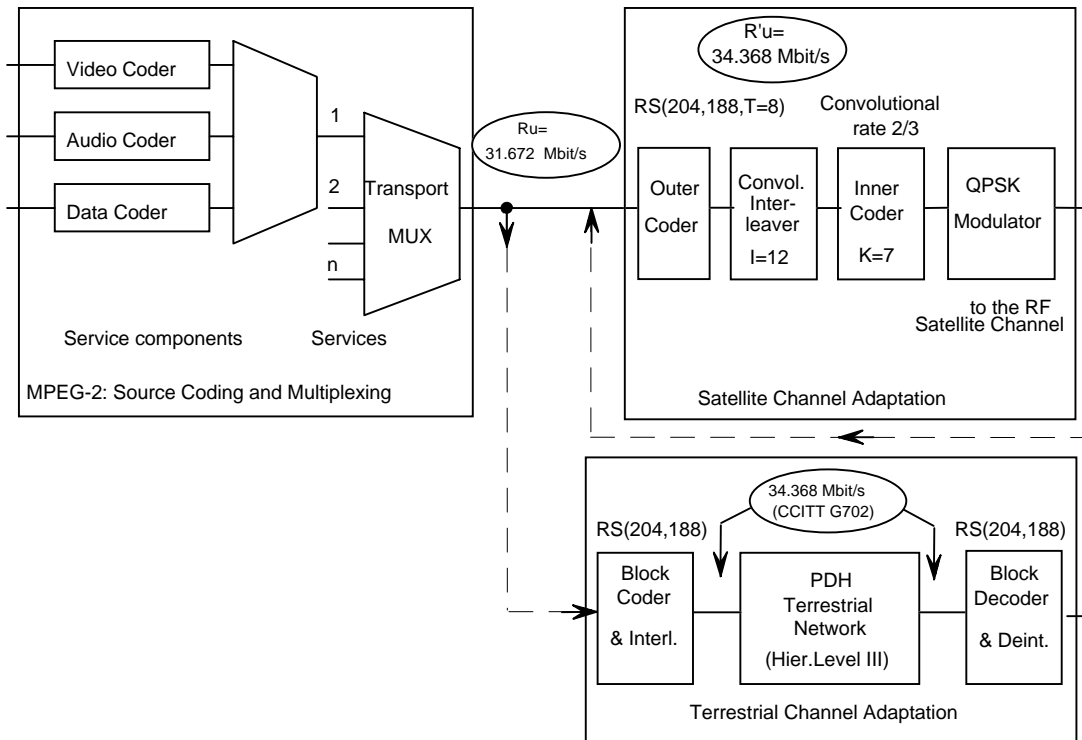 Video Coder
Audio Coder
Data Coder
1
2
n
Transport
MUX
Service components
Services
MPEG-2: Source Coding and Multiplexing
Ru=
31.672 Mbit/s
R'u=
34.368 Mbit/s
RS(204,188,T=8)
Convolutional
rate 2/3
Outer
Coder
Convol.
Inter-
leaver
I=12
Inner
Coder
K=7
QPSK
Modulator
to the RF
Satellite Channel
Satellite Channel Adaptation
34.368 Mbit/s
(CCITT G702)
RS(204,188)
RS(204,188)
Block
Coder
& Interl.
PDH
Terrestrial
Network
(Hier.Level III)
Block
Decoder
& Deint.
Terrestrial Channel Adaptation